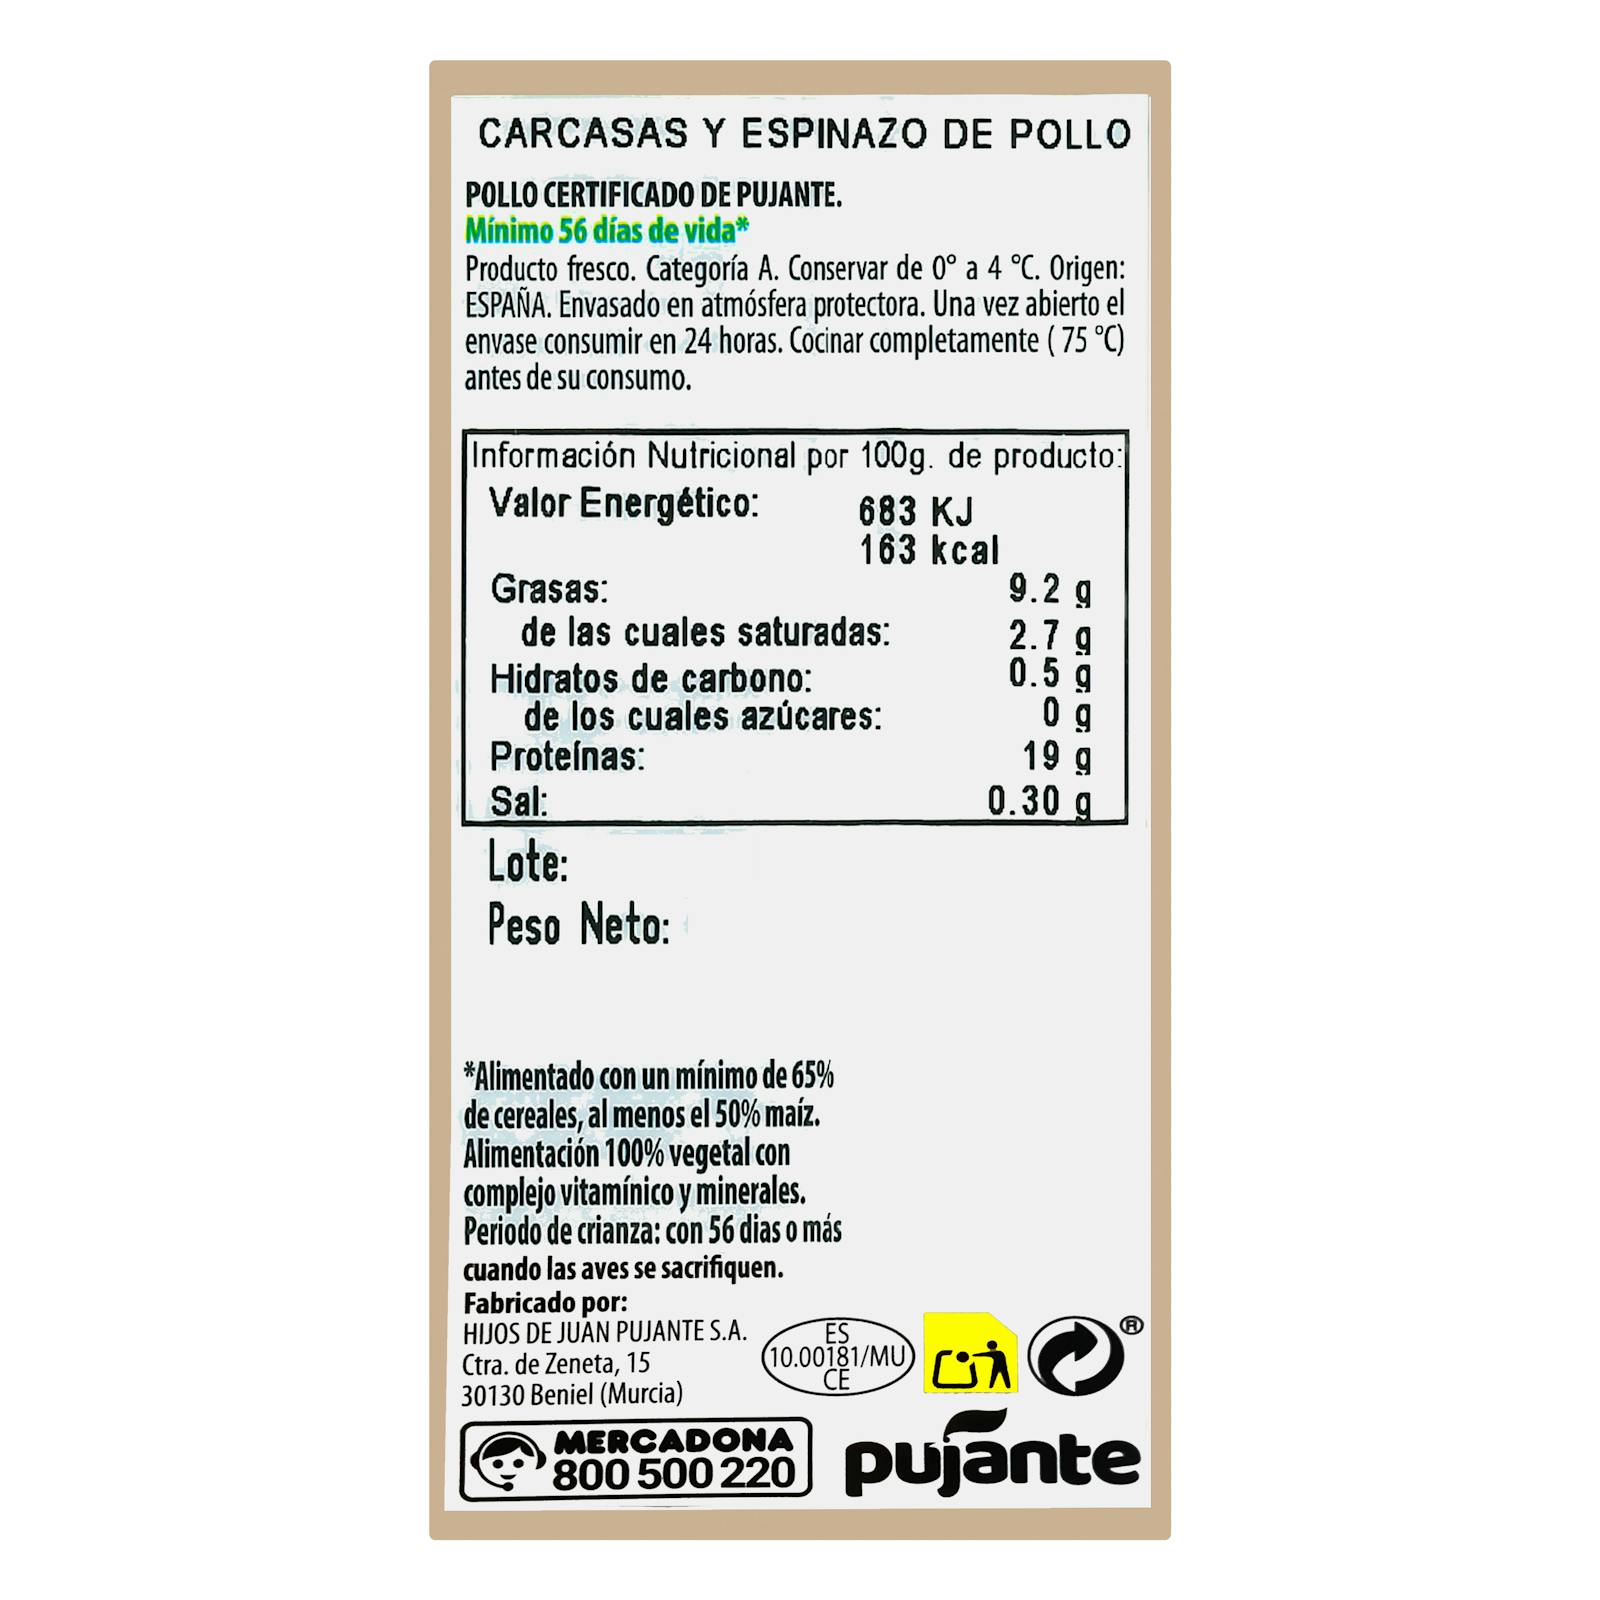 CARCASAS Y ESPINAZO DE POLLO
POLLO CERTIFICADO DE PUJANTE.
Mínimo 56 días de vida*
Producto fresco. Categoría A. Conservar de 0° a 4 °C. Origen:
ESPAÑA. Envasado en atmósfera protectora. Una vez abierto el
envase consumir en 24 horas. Cocinar completamente ( 75 °C)
antes de su consumo.
Información Nutricional por 100g. de producto:
Valor Energético: 683 KJ
163 kcal
Grasas: 9.2 g
de las cuales saturadas: 2.7 g
Hidratos de carbono: 0.5 g
de los cuales azúcares: 0 g
Proteínas: 19 g
Sal: 0.30 g
Lote:
Peso Neto:
*Alimentado con un mínimo de 65%
de cereales, al menos el 50% maíz.
Alimentación 100% vegetal con
complejo vitamínico y minerales.
Periodo de crianza: con 56 dias o más
cuando las aves se sacrifiquen.
Fabricado por:
HIJOS DE JUAN PUJANTE S.A.
Ctra. de Zeneta, 15
30130 Beniel (Murcia)
ES
10.00181/MU
CE
®
MERCADONA
800 500 220
pujante